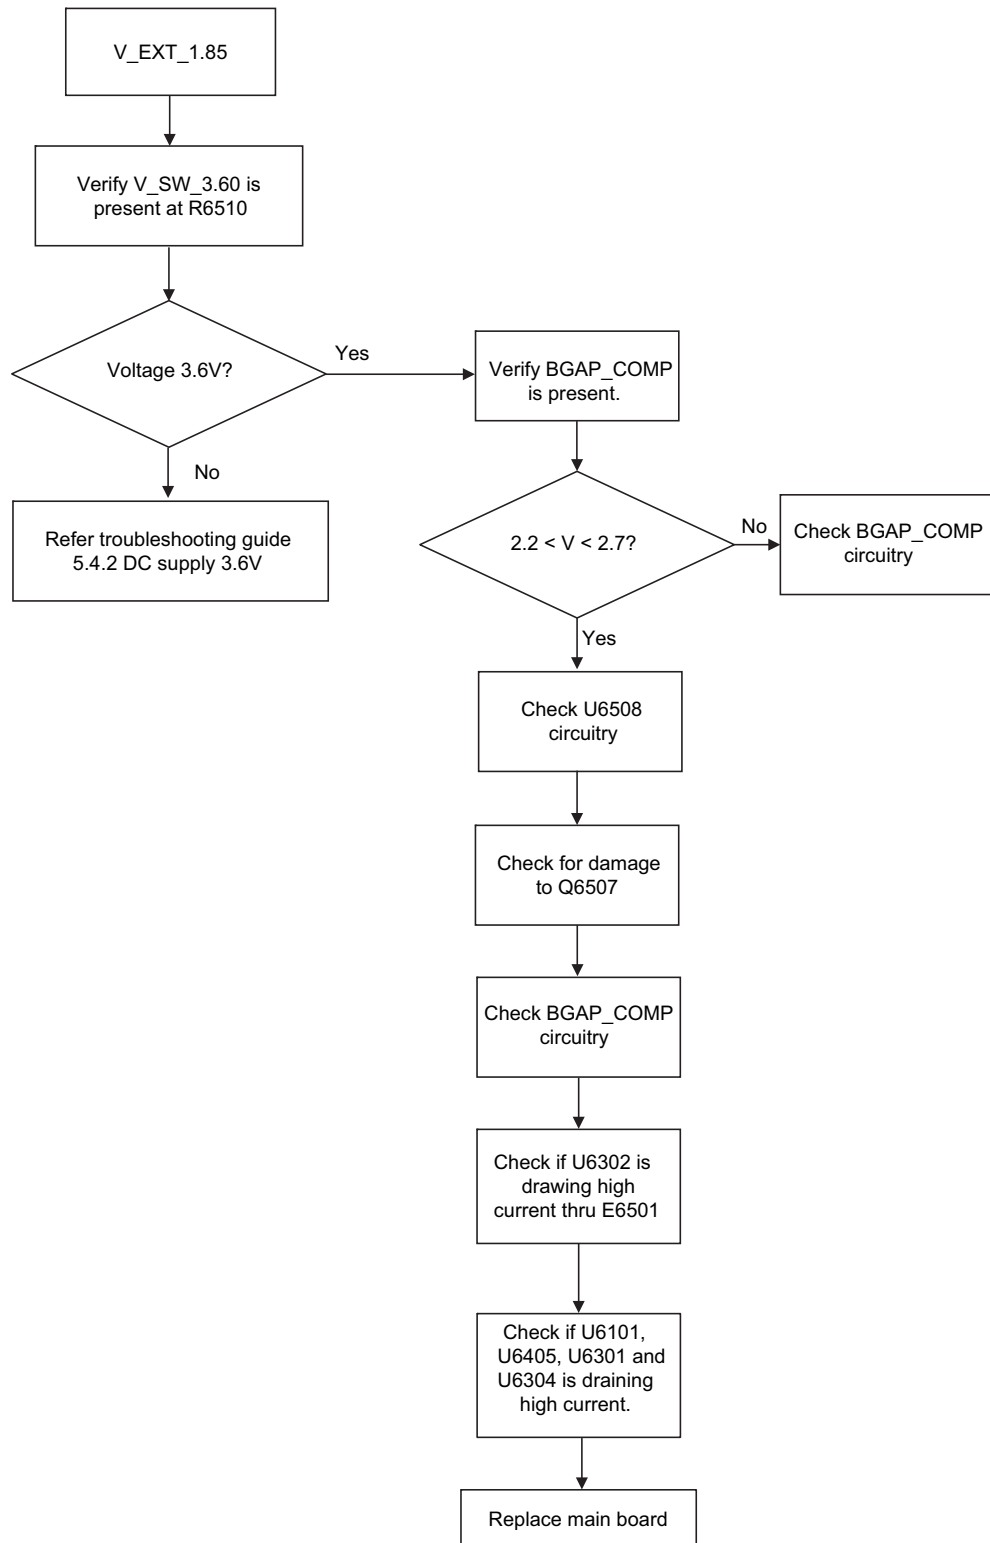 V_EXT_1.85
Verify V_SW_3.60 is
present at R6510
Voltage 3.6V?
Yes
Verify BGAP_COMP
is present.
No
Refer troubleshooting guide
5.4.2 DC supply 3.6V
2.2 < V < 2.7?
No
Check BGAP_COMP
circuitry
Yes
Check U6508
circuitry
Check for damage
to Q6507
Check BGAP_COMP
circuitry
Check if U6302 is
drawing high
current thru E6501
Check if U6101,
U6405, U6301 and
U6304 is draining
high current.
Replace main board